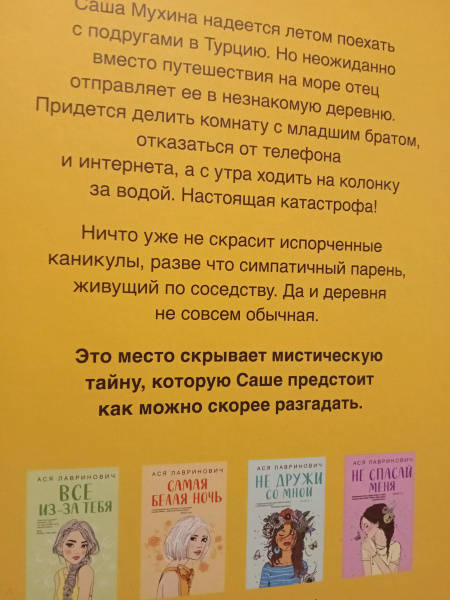 Саша Мухина надеется летом поехать
с подругами в Турцию. Но неожиданно
вместо путешествия на море отец
отправляет ее в незнакомую деревню.
Придется делить комнату с младшим братом,
отказаться от телефона
и интернета, а с утра ходить на колонку
за водой. Настоящая катастрофа!
Ничто уже не скрасит испорченные
каникулы, разве что симпатичный парень,
живущий по соседству. Да и деревня
не совсем обычная.
Это место скрывает мистическую
тайну, которую Саше предстоит
как можно скорее разгадать.
АСЯ ЛАВРИНОВИЧ
ВСЕ
ИЗ-ЗА ТЕБЯ
АСЯ ЛАВРИНОВИЧ
САМАЯ
БЕЛАЯ НОЧЬ
АСЯ ЛАВРИНОВИЧ
НЕ ДРУЖИ
СО МНОЙ
АСЯ ЛАВРИНОВИЧ
НЕ СПАСАЙ
МЕНЯ